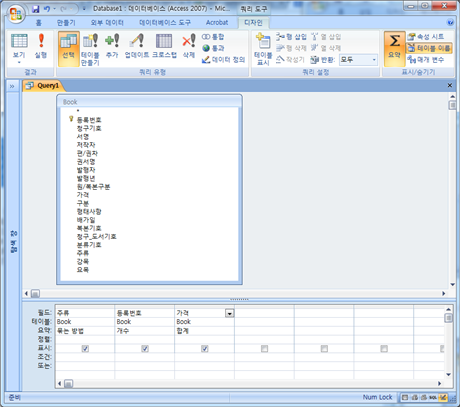 Database1 : 데이터베이스 (Access 2007) - Mic...
쿼리 도구
홈 만들기 외부 데이터 데이터베이스 도구 Acrobat 디자인
보기 실행 선택 테이블 만들기 추가 업데이트 크로스탭 삭제
통합
통과
데이터 정의
테이블 표시
행 삽입 열 삽입
행 삭제 열 삭제
작성기 반환: 모두
요약
속성 시트
테이블 이름
매개 변수
결과 쿼리 유형 쿼리 설정 표시/숨기기
Query1
탐색 창
Book
*
등록번호
청구기호
서명
저작자
편/권차
권서명
발행자
발행년
원/복본구분
가격
구분
형태사항
배가일
복본기호
청구_도서기호
분류기호
주류
강목
요목
필드: 주류 등록번호 가격
테이블: Book Book Book
요약: 묶는 방법 개수 합계
정렬:
표시:
조건:
또는:
준비 Num Lock SQL